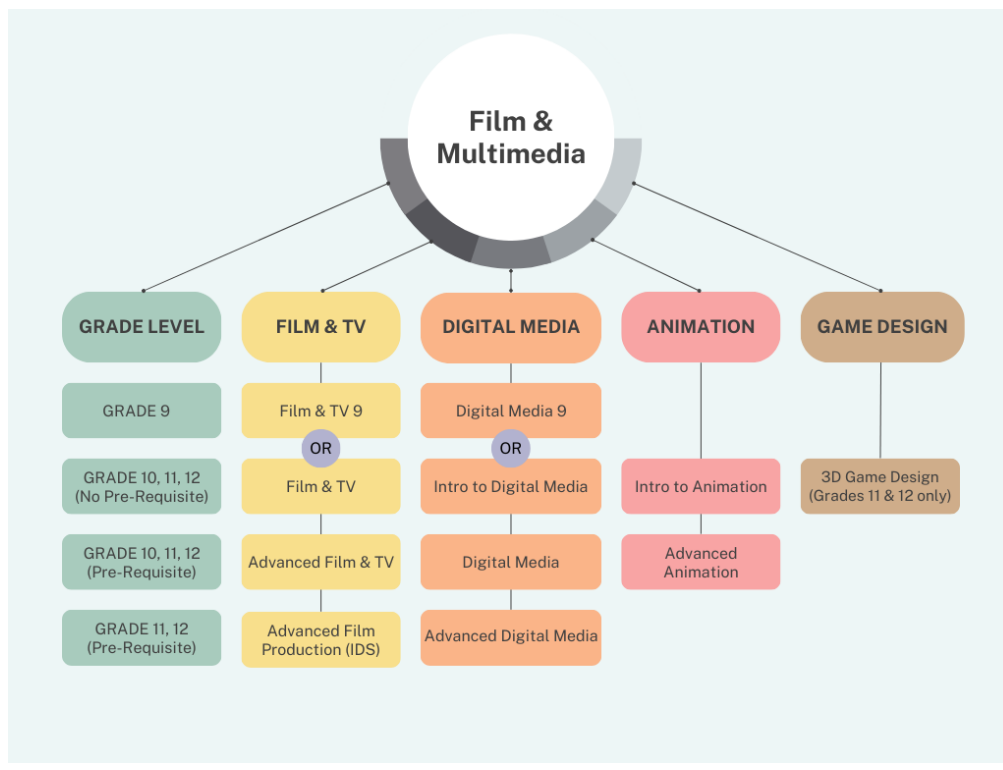 Film &
Multimedia
GRADE LEVEL
FILM & TV
DIGITAL MEDIA
ANIMATION
GAME DESIGN
GRADE 9
Film & TV 9
Digital Media 9
OR
OR
GRADE 10, 11, 12
(No Pre-Requisite)
Film & TV
Intro to Digital Media
Intro to Animation
3D Game Design
(Grades 11 & 12 only)
GRADE 10, 11, 12
(Pre-Requisite)
Advanced Film & TV
Digital Media
Advanced
Animation
GRADE 11, 12
(Pre-Requisite)
Advanced Film
Production (IDS)
Advanced Digital Media